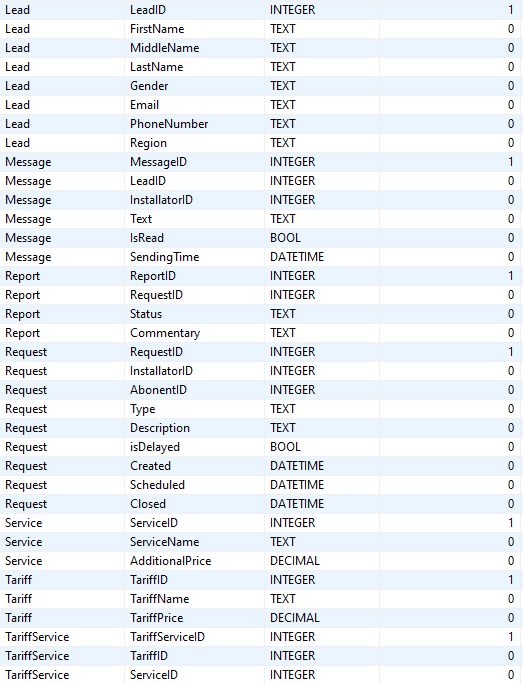 Lead LeadID INTEGER 1
Lead FirstName TEXT 0
Lead MiddleName TEXT 0
Lead LastName TEXT 0
Lead Gender TEXT 0
Lead Email TEXT 0
Lead PhoneNumber TEXT 0
Lead Region TEXT 0
Message MessageID INTEGER 1
Message LeadID INTEGER 0
Message InstallatorID INTEGER 0
Message Text TEXT 0
Message IsRead BOOL 0
Message SendingTime DATETIME 0
Report ReportID INTEGER 1
Report RequestID INTEGER 0
Report Status TEXT 0
Report Commentary TEXT 0
Request RequestID INTEGER 1
Request InstallatorID INTEGER 0
Request AbonentID INTEGER 0
Request Type TEXT 0
Request Description TEXT 0
Request isDelayed BOOL 0
Request Created DATETIME 0
Request Scheduled DATETIME 0
Request Closed DATETIME 0
Service ServiceID INTEGER 1
Service ServiceName TEXT 0
Service AdditionalPrice DECIMAL 0
Tariff TariffID INTEGER 1
Tariff TariffName TEXT 0
Tariff TariffPrice DECIMAL 0
TariffService TariffServiceID INTEGER 1
TariffService TariffID INTEGER 0
TariffService ServiceID INTEGER 0